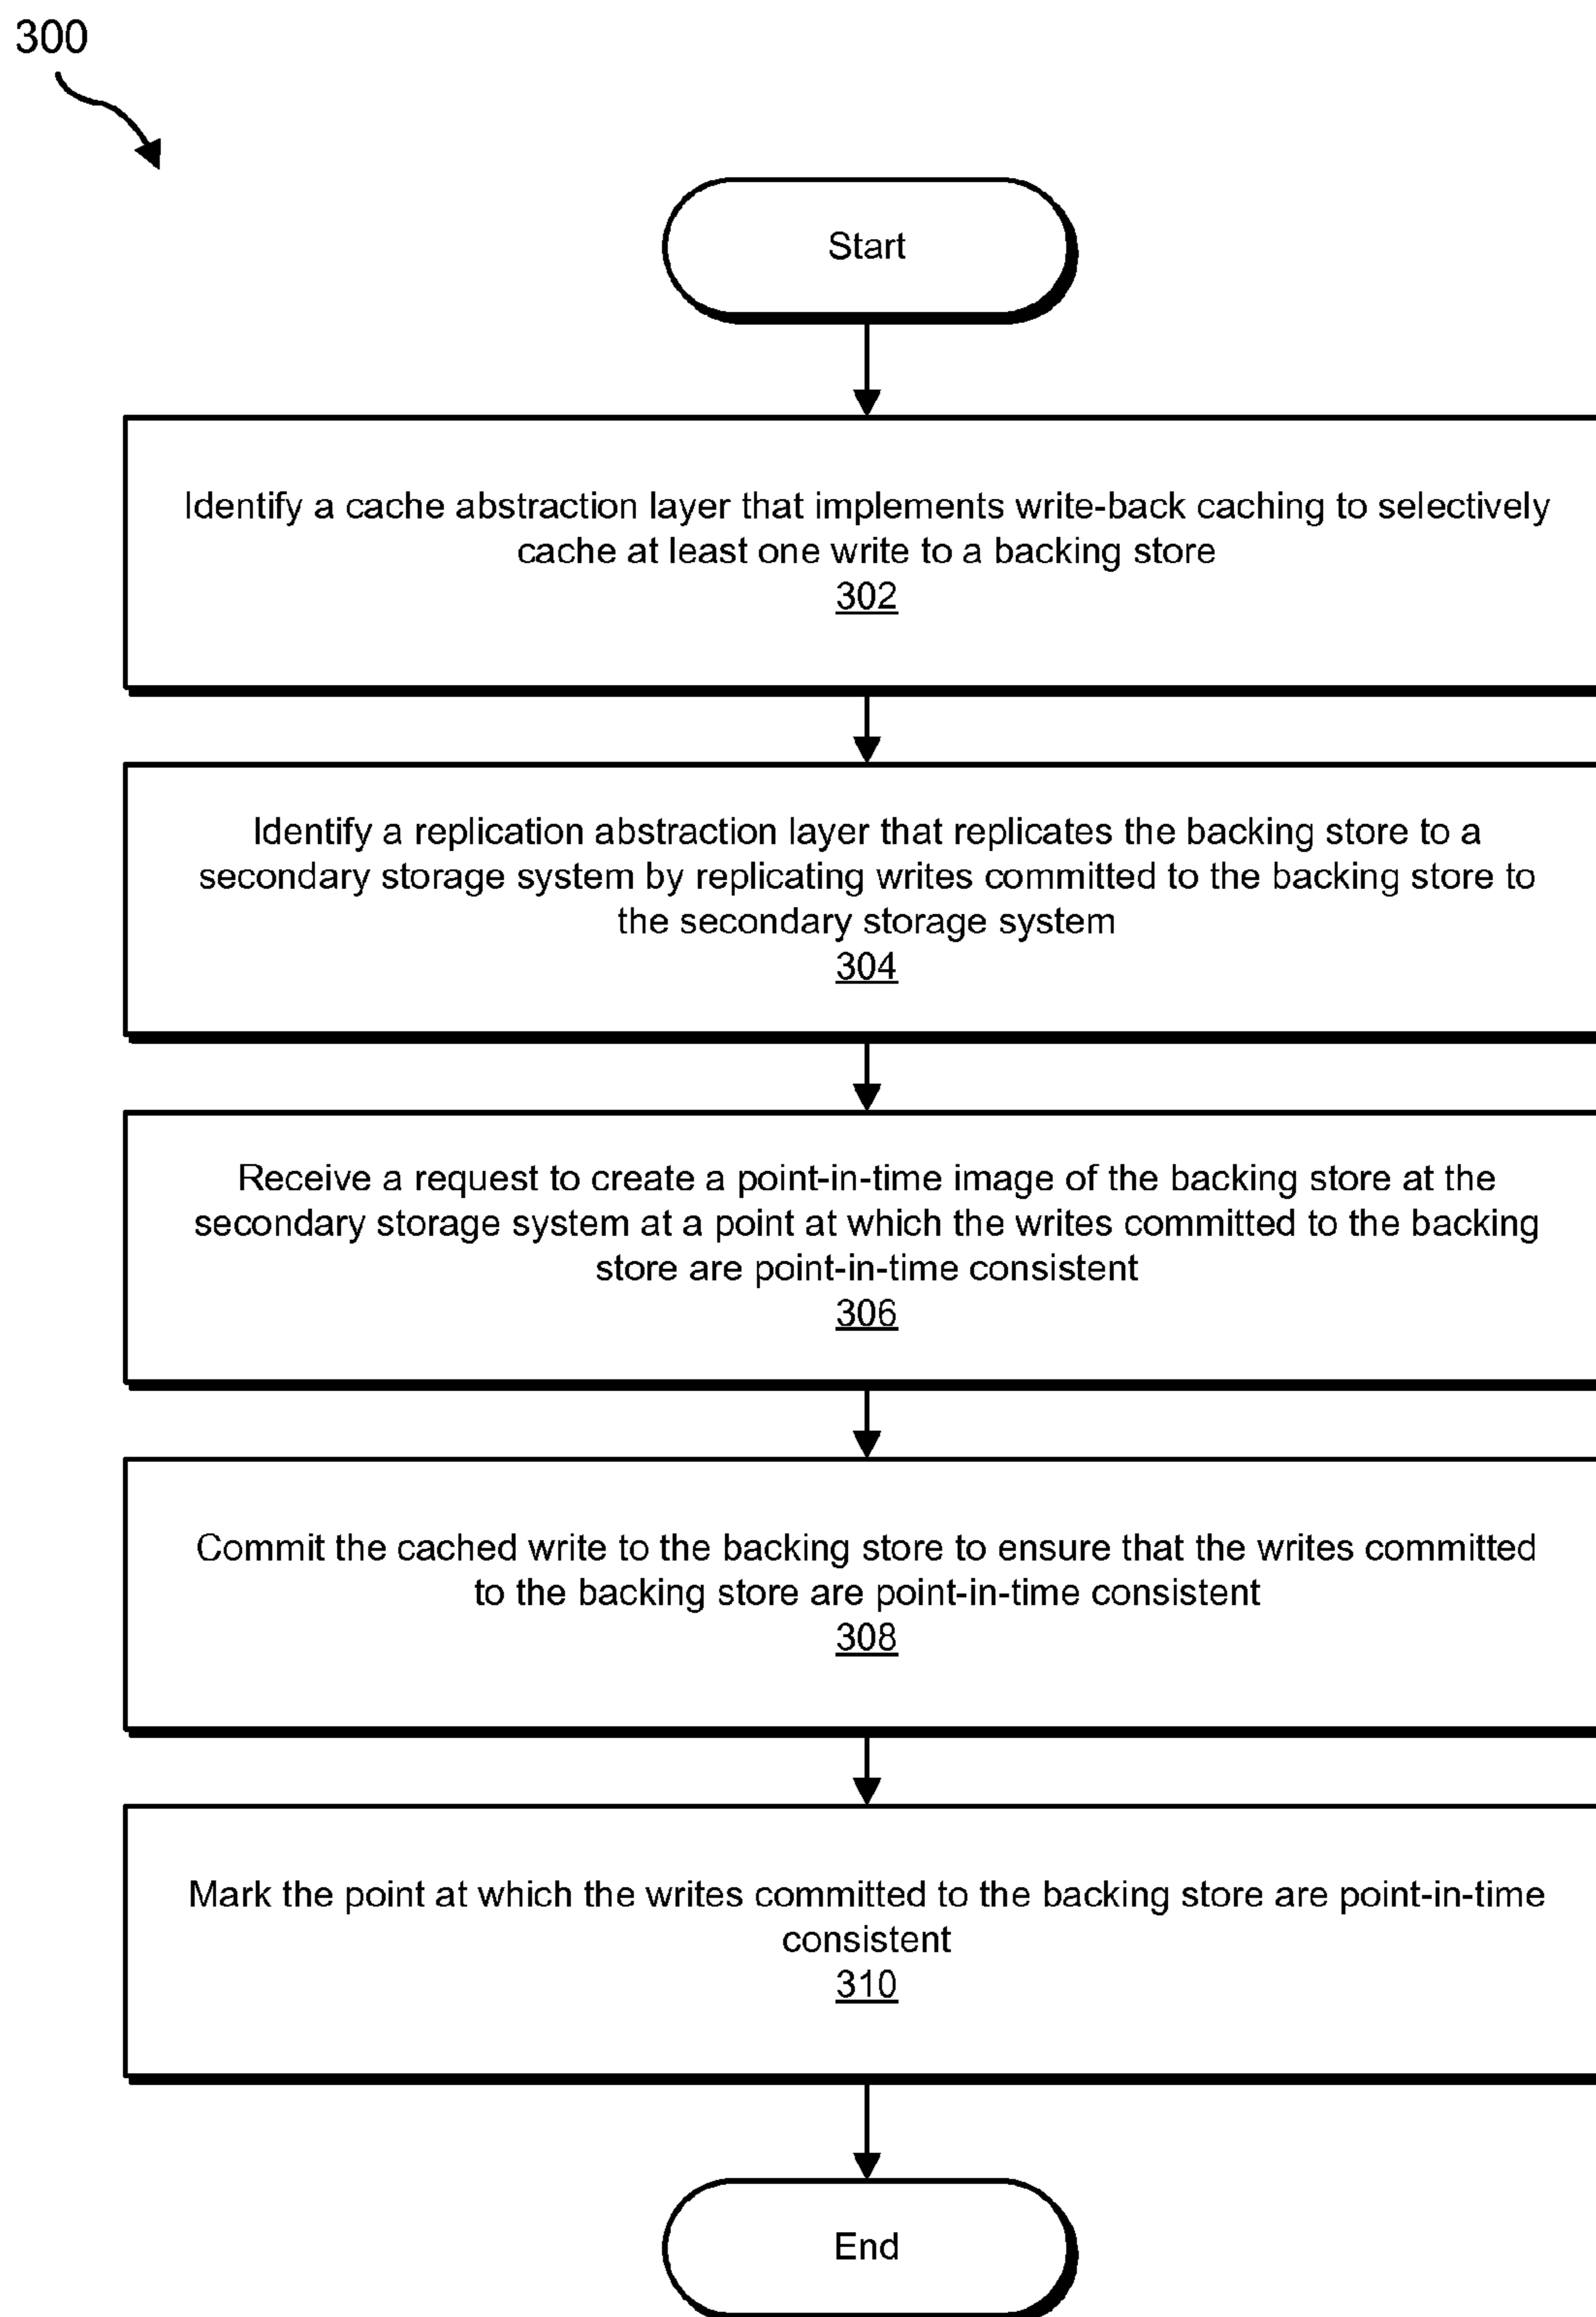 300
Start
Identify a cache abstraction layer that implements write-back caching to selectively
cache at least one write to a backing store
302
Identify a replication abstraction layer that replicates the backing store to a
secondary storage system by replicating writes committed to the backing store to
the secondary storage system
304
Receive a request to create a point-in-time image of the backing store at the
secondary storage system at a point at which the writes committed to the backing
store are point-in-time consistent
306
Commit the cached write to the backing store to ensure that the writes committed
to the backing store are point-in-time consistent
308
Mark the point at which the writes committed to the backing store are point-in-time
consistent
310
End